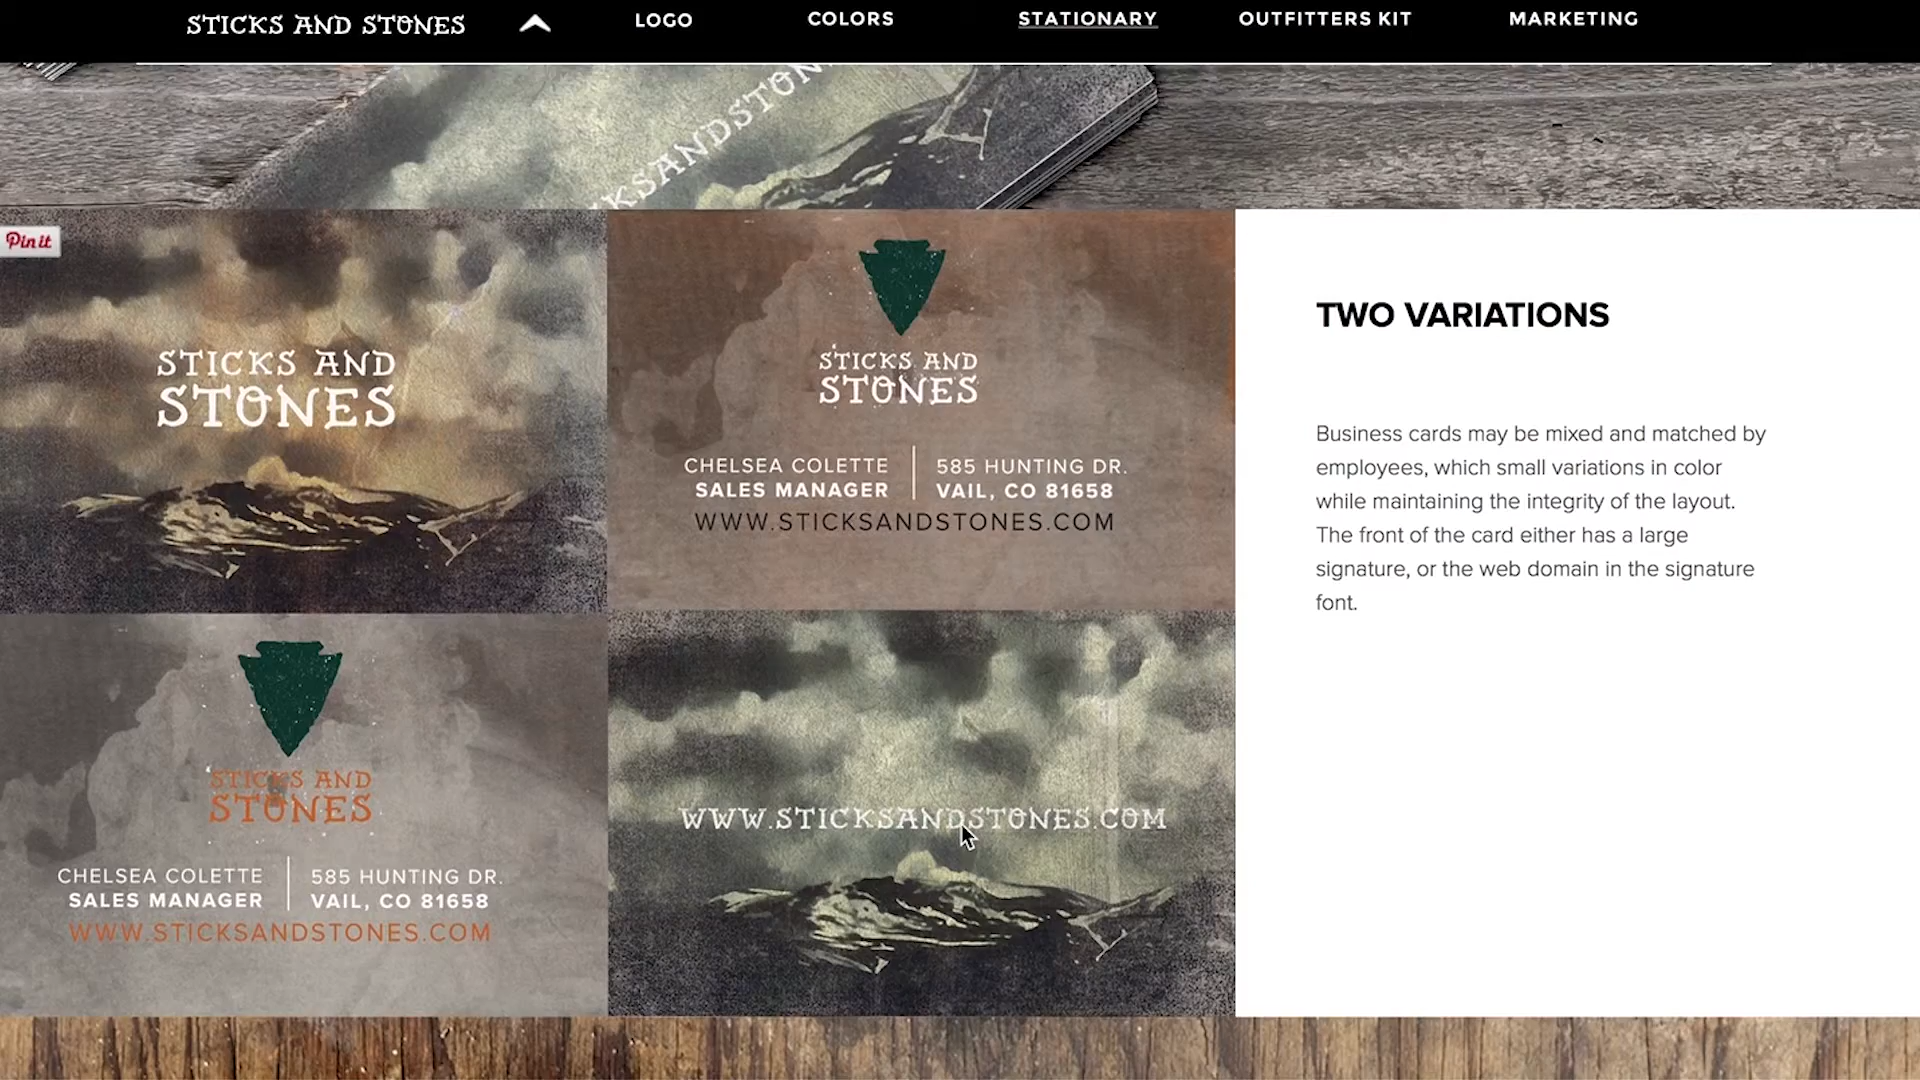 STICKS AND STONES
LOGO
COLORS
STATIONARY
OUTFITTERS KIT
MARKETING
KSANDSTON
Pin it
STICKS AND
STONES
STICKS AND
STONES
CHELSEA COLETTE
SALES MANAGER
585 HUNTING DR.
VAIL, CO 81658
WWW.STICKSANDSTONES.COM
TWO VARIATIONS
Business cards may be mixed and matched by
employees, which small variations in color
while maintaining the integrity of the layout.
The front of the card either has a large
signature, or the web domain in the signature
font.
STICKS AND
STONES
CHELSEA COLETTE
SALES MANAGER
585 HUNTING DR.
VAIL, CO 81658
WWW.STICKSANDSTONES.COM
WWW.STICKSANDSTONES.COM